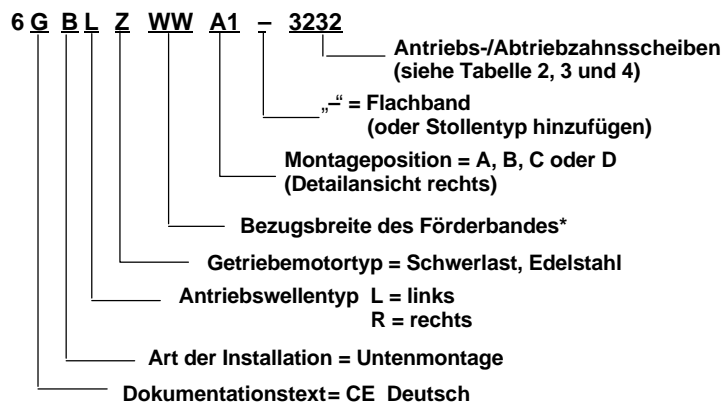 6 G B L Z WW A1 – 3232
Antriebs-/Abtriebzahnsscheiben
(siehe Tabelle 2, 3 und 4)
„–“ = Flachband
(oder Stollentyp hinzufügen)
Montageposition = A, B, C oder D
(Detailansicht rechts)
Bezugsbreite des Förderbandes*
Getriebemotortyp = Schwerlast, Edelstahl
Antriebswellentyp L = links
R = rechts
Art der Installation = Untenmontage
Dokumentationstext= CE Deutsch